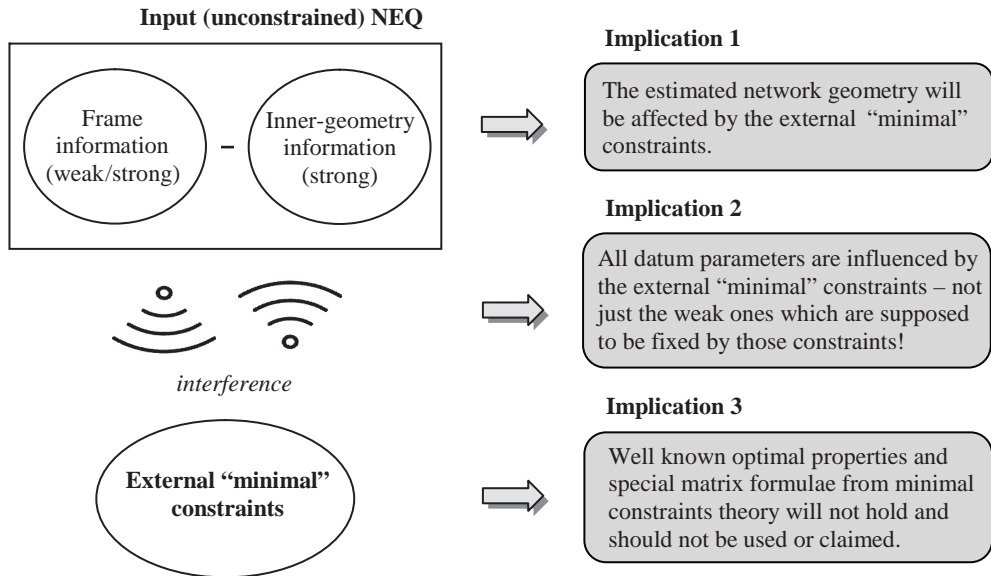 Input (unconstrained) NEQ
Frame
information
(weak/strong)
–
Inner-geometry
information
(strong)
interference
External “minimal”
constraints
Implication 1
The estimated network geometry will
be affected by the external “minimal”
constraints.
Implication 2
All datum parameters are influenced by
the external “minimal” constraints – not
just the weak ones which are supposed
to be fixed by those constraints!
Implication 3
Well known optimal properties and
special matrix formulae from minimal
constraints theory will not hold and
should not be used or claimed.